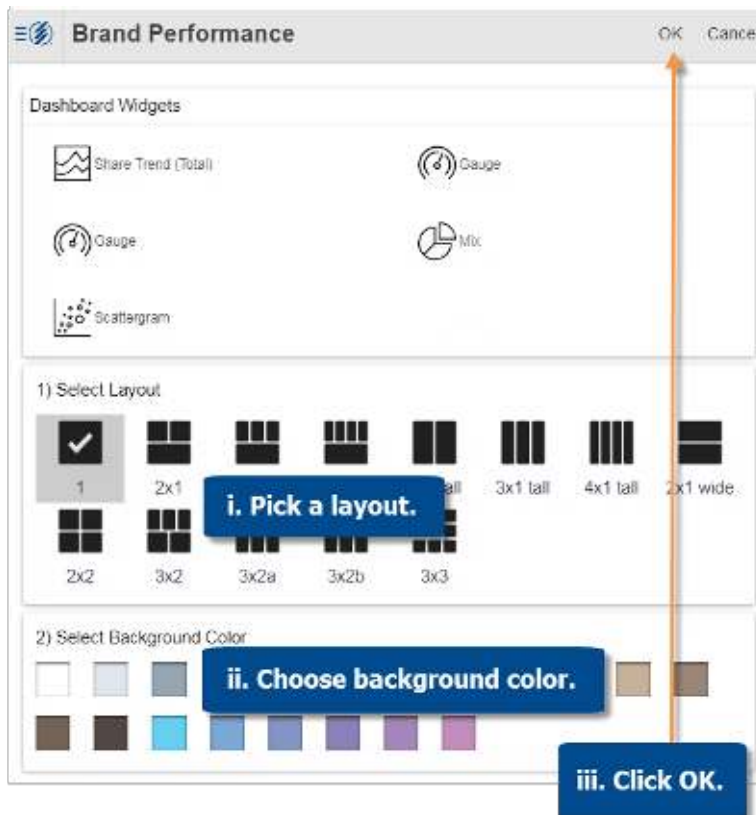 Brand Performance OK Cance
Dashboard Widgets
Share Trend (Total) Gauge
Gauge Mix
Scattergram
1) Select Layout
1 2x1 all 3x1 tall 4x1 tall 2x1 wide
i. Pick a layout.
2x2 3x2 3x2a 3x2b 3x3
2) Select Background Color
ii. Choose background color.
iii. Click OK.